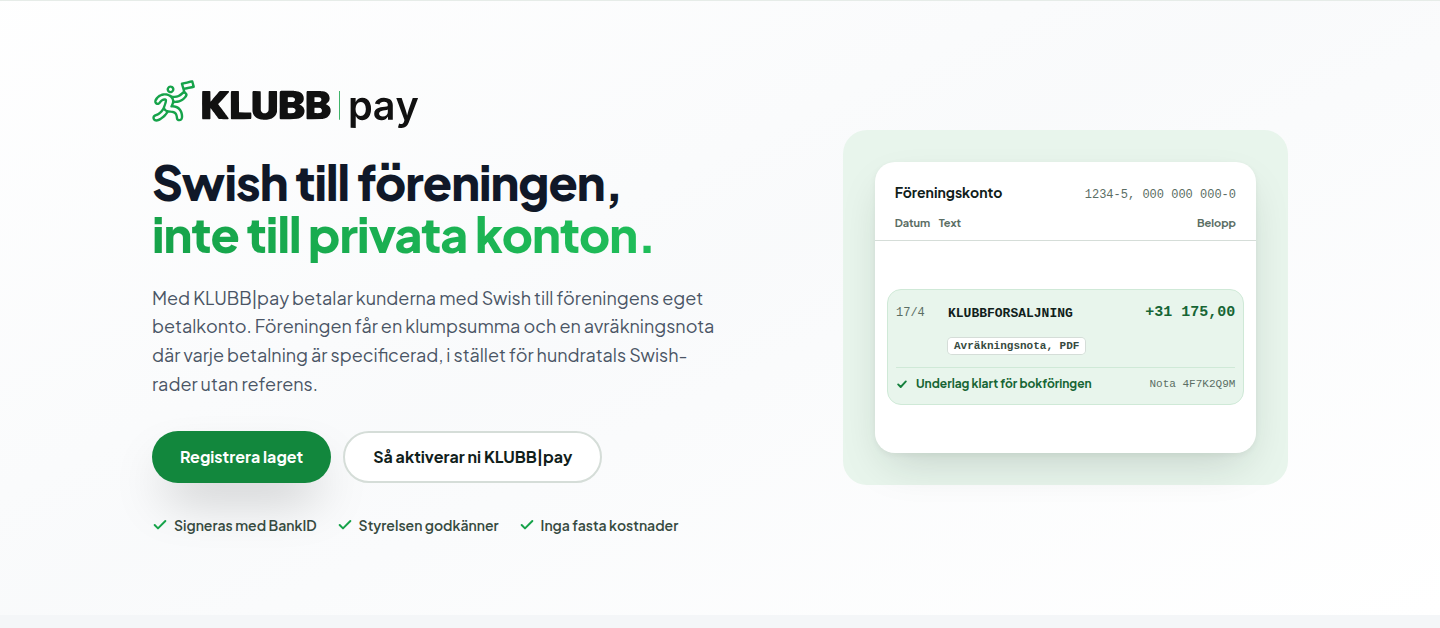 KLUBB|pay
Swish till föreningen,
inte till privata konton.
Med KLUBB|pay betalar kunderna med Swish till föreningens eget
betalkonto. Föreningen får en klumpsumma och en avräkningsnota
där varje betalning är specificerad, i stället för hundratals Swish-
rader utan referens.
Registrera laget
Så aktiverar ni KLUBB|pay
Signeras med BankID
Styrelsen godkänner
Inga fasta kostnader
Föreningskonto 1234-5, 000 000 000-0
Datum Text Belopp
17/4 KLUBBFORSALJNING +31 175,00
Avräkningsnota, PDF
Underlag klart för bokföringen Nota 4F7K2Q9M